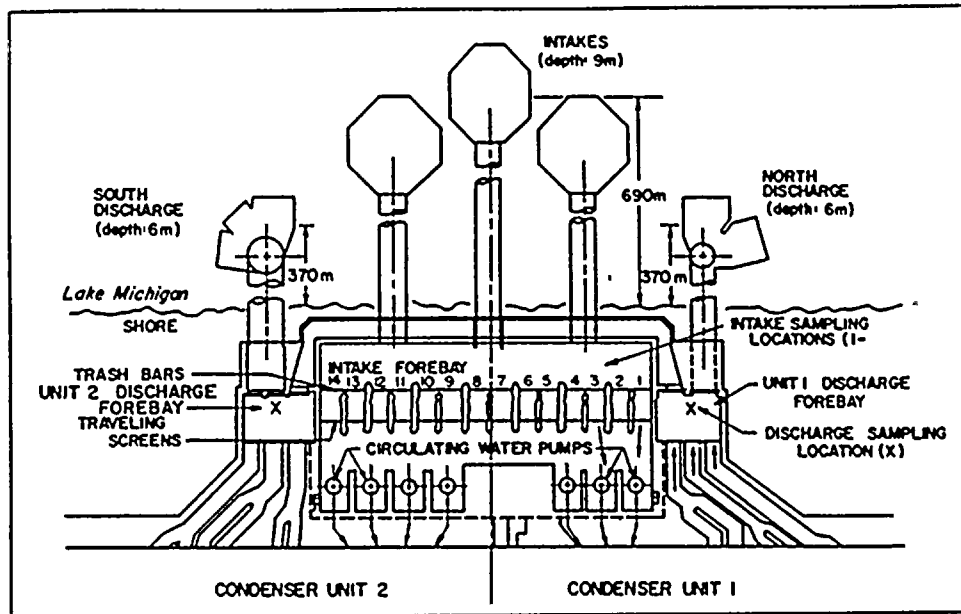 INTAKES
(depth: 9m)
SOUTH
DISCHARGE
(depth: 6m)
NORTH
DISCHARGE
(depth: 6m)
690m
370m
370m
Lake Michigan
SHORE
INTAKE SAMPLING
LOCATIONS (1-
INTAKE FOREBAY
14 13 12 11 10 9 8 7 6 5 4 3 2 1
TRASH BARS
UNIT 2 DISCHARGE
FOREBAY
TRAVELING
SCREENS
X
UNIT 1 DISCHARGE
FOREBAY
X
DISCHARGE SAMPLING
LOCATION (X)
CIRCULATING WATER PUMPS
CONDENSER UNIT 2
CONDENSER UNIT 1